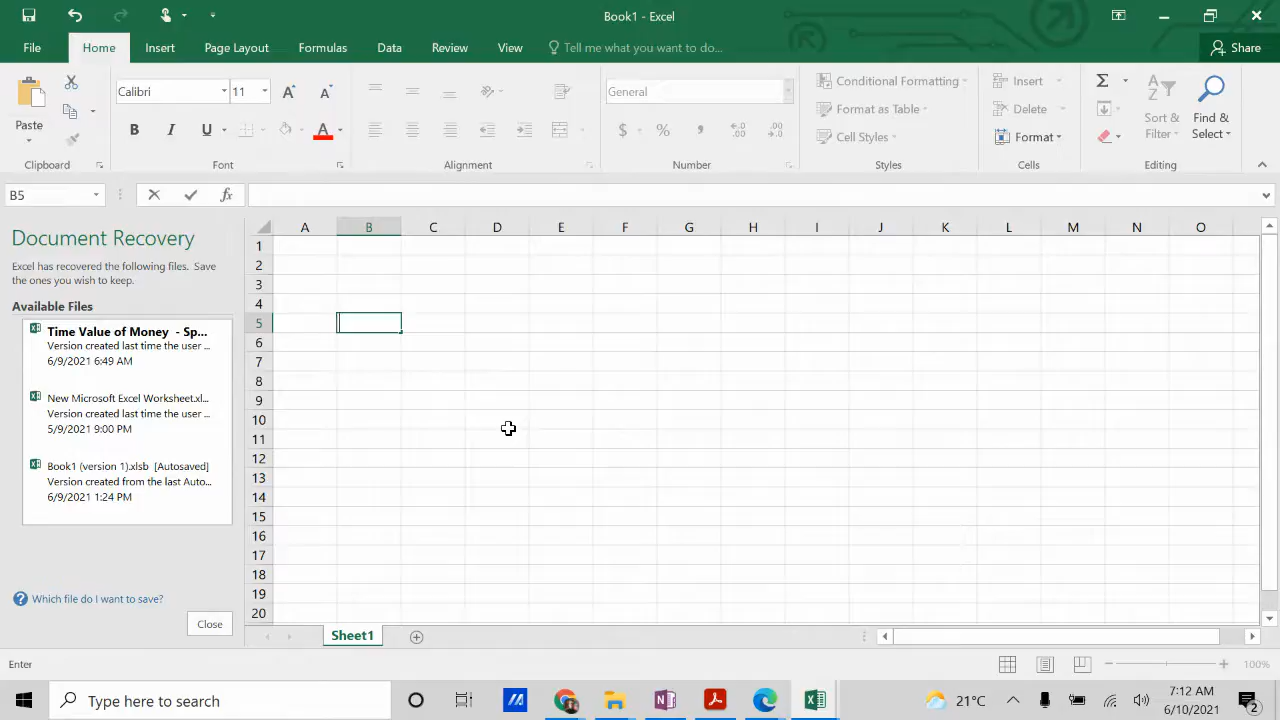 Book1 - Excel
File Home Insert Page Layout Formulas Data Review View Tell me what you want to do... Share
Calibri 11 General Conditional Formatting Insert
Format as Table Delete
Paste B I U A $ % , Cell Styles Format Sort & Filter Find & Select
Clipboard Font Alignment Number Styles Cells Editing
B5 fx
A B C D E F G H I J K L M N O
1
2
3
4
5
6
7
8
9
10
11
12
13
14
15
16
17
18
19
20
Document Recovery
Excel has recovered the following files. Save
the ones you wish to keep.
Available Files
Time Value of Money - Sp...
Version created last time the user ...
6/9/2021 6:49 AM
New Microsoft Excel Worksheet.xl...
Version created last time the user ...
5/9/2021 9:00 PM
Book1 (version 1).xlsb [Autosaved]
Version created from the last Auto...
6/9/2021 1:24 PM
Which file do I want to save?
Close
Sheet1
Enter 100%
Type here to search 21°C 7:12 AM
6/10/2021 2